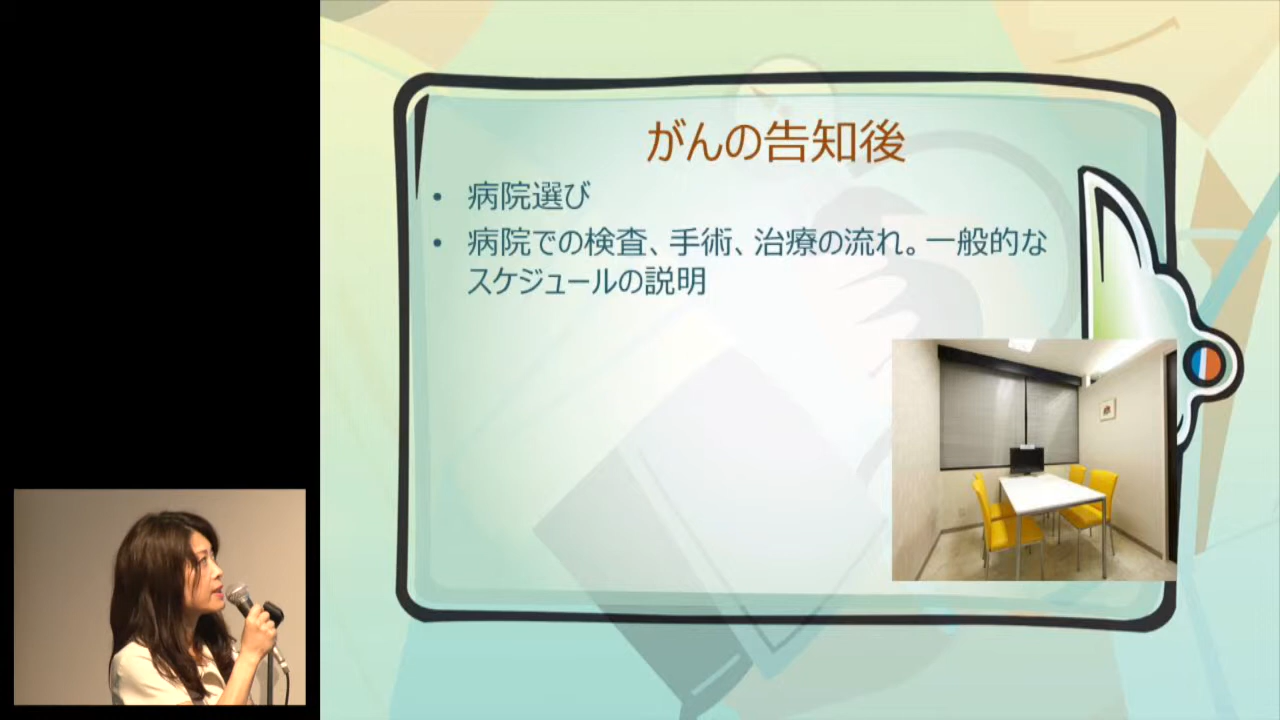 がんの告知後
• 病院選び
• 病院での検査、手術、治療の流れ。一般的な
スケジュールの説明